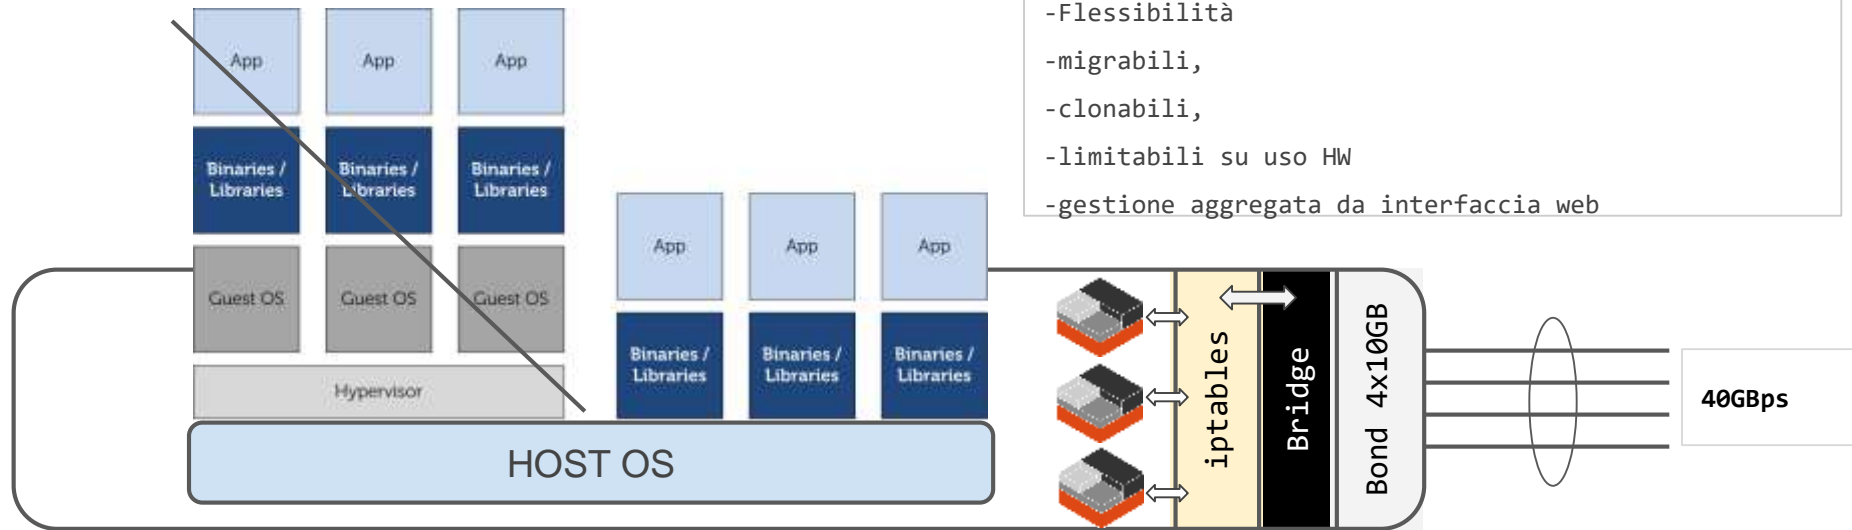 App
App
App
Binaries /
Libraries
Binaries /
Libraries
Binaries /
Libraries
Guest OS
Guest OS
Guest OS
Hypervisor
App
App
App
Binaries /
Libraries
Binaries /
Libraries
Binaries /
Libraries
HOST OS
-Flessibilità
-migrabili,
-clonabili,
-limitabili su uso HW
-gestione aggregata da interfaccia web
iptables
Bridge
Bond 4x10GB
40GBps